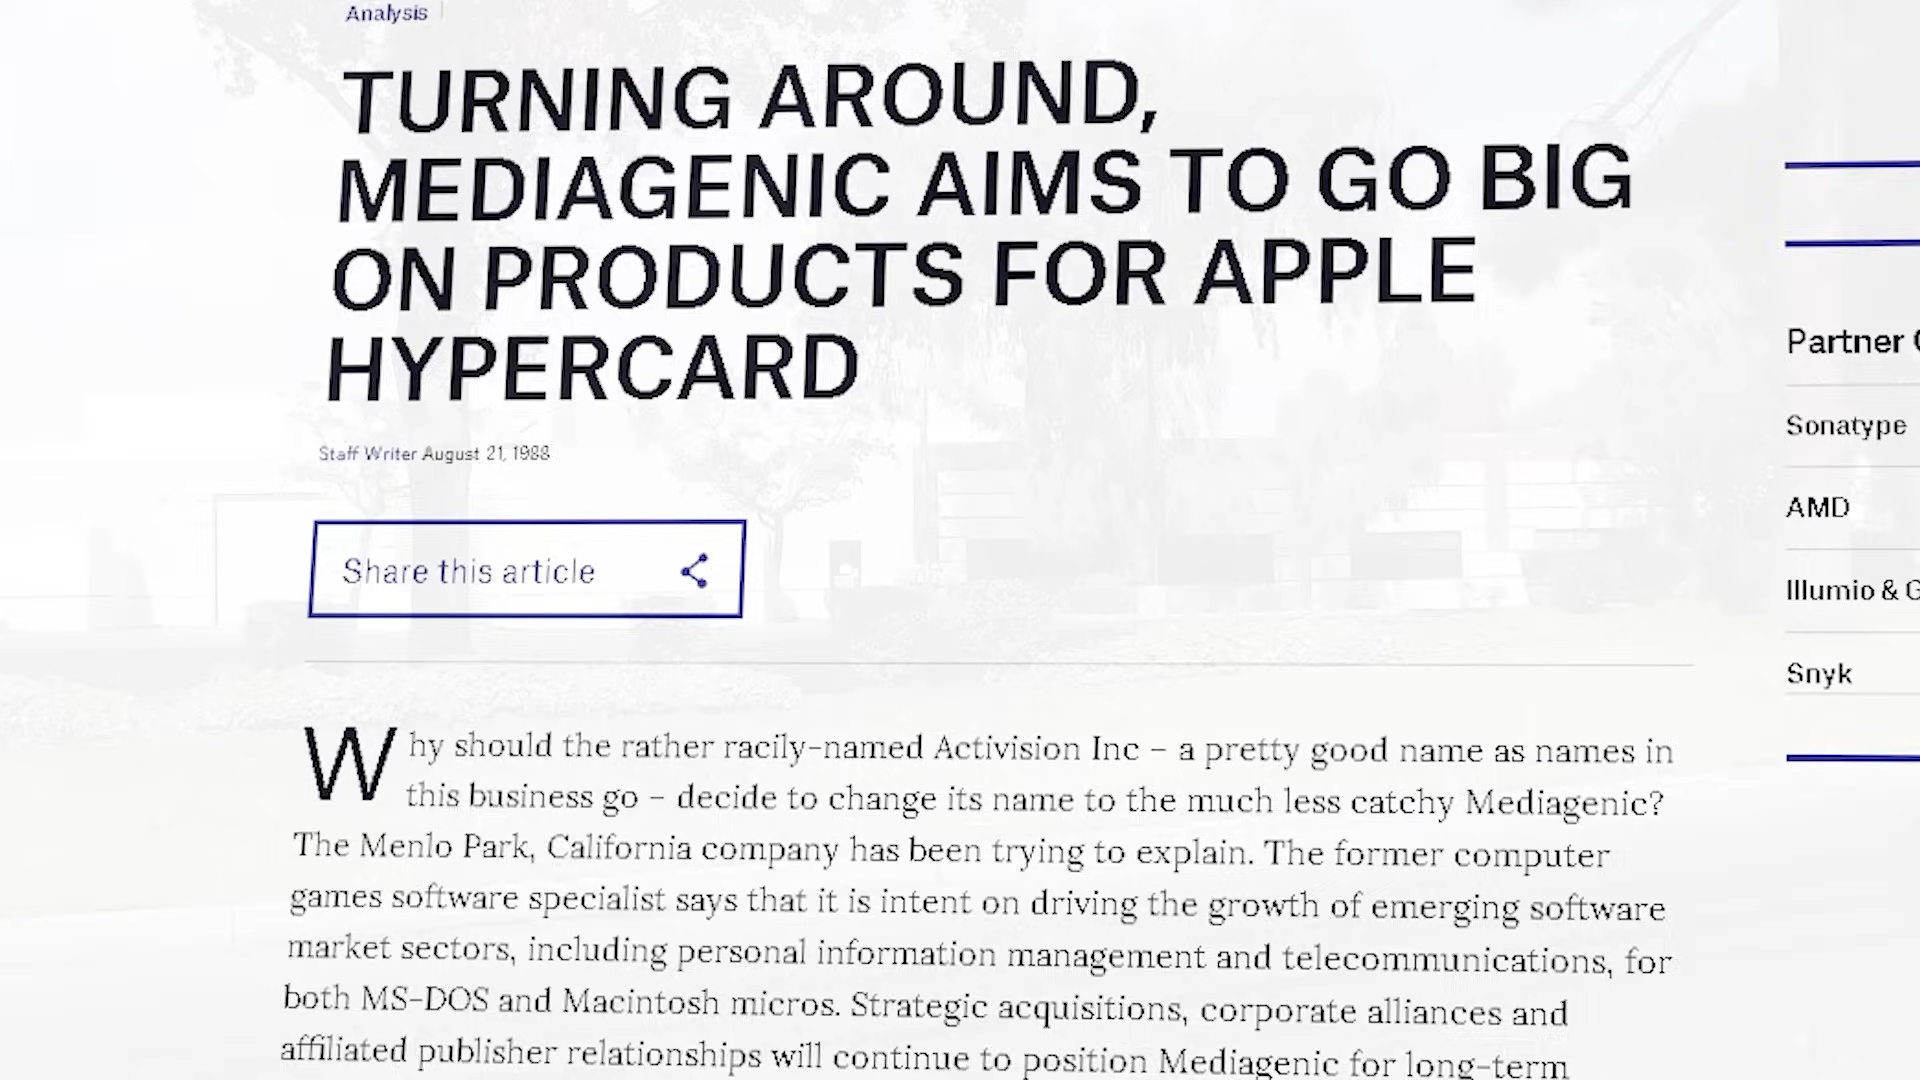 Analysis
TURNING AROUND,
MEDIAGENIC AIMS TO GO BIG
ON PRODUCTS FOR APPLE
HYPERCARD
Staff Writer August 21, 1988
Share this article
Why should the rather racily-named Activision Inc – a pretty good name as names in
this business go – decide to change its name to the much less catchy Mediagenic?
The Menlo Park, California company has been trying to explain. The former computer
games software specialist says that it is intent on driving the growth of emerging software
market sectors, including personal information management and telecommunications, for
both MS-DOS and Macintosh micros. Strategic acquisitions, corporate alliances and
affiliated publisher relationships will continue to position Mediagenic for long-term
Partner
Sonatype
AMD
Illumio &
Snyk